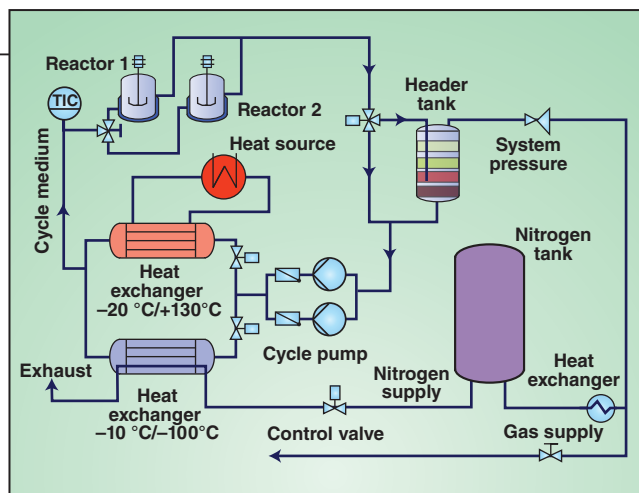 Reactor 1
TIC
Reactor 2
Header
tank
Heat source
System
pressure
Cycle medium
Nitrogen
tank
Heat
exchanger
–20 °C/+130°C
Cycle pump
Exhaust
Heat
exchanger
–10 °C/–100°C
Nitrogen
supply
Heat
exchanger
Control valve
Gas supply